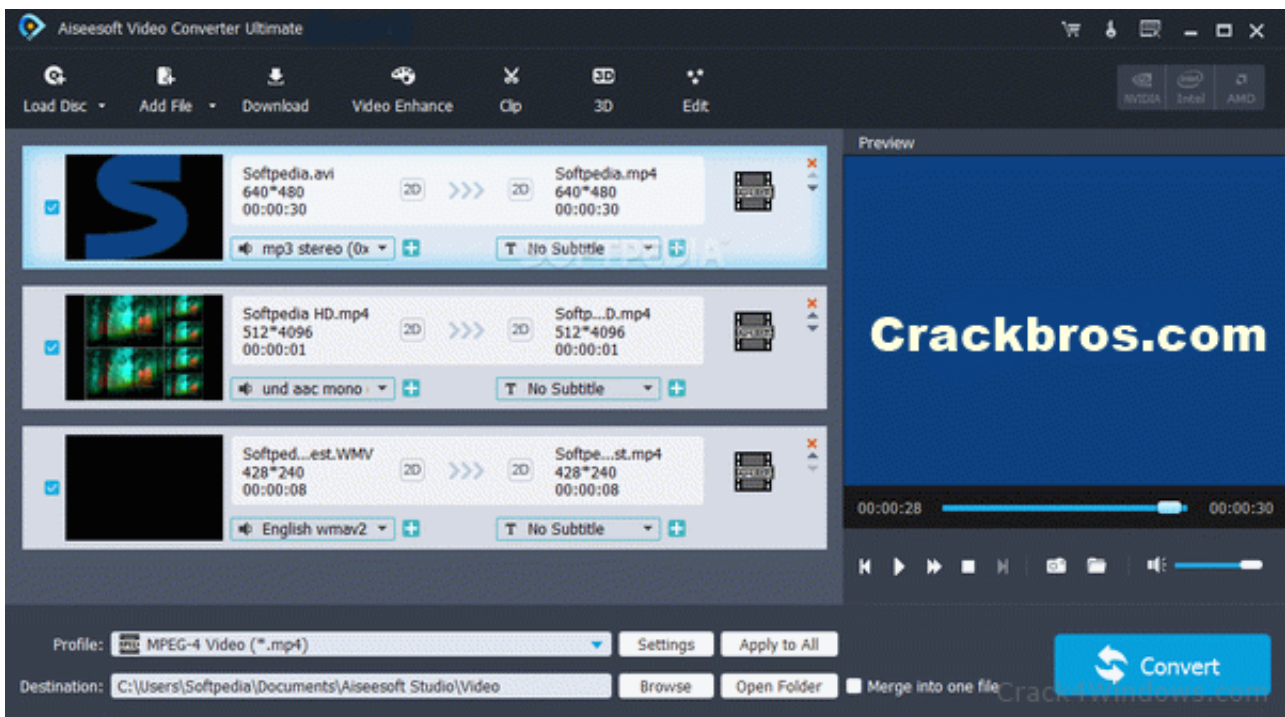 Aiseesoft Video Converter Ultimate
Load Disc
Add File
Download
Video Enhance
Clip
3D
3D
Edit
NVIDIA
Intel
AMD
Preview
Softpedia.avi
640*480
00:00:30
2D
2D
Softpedia.mp4
640*480
00:00:30
mp3 stereo (0x
T No Subtitle
SOFTPEDIA
Softpedia HD.mp4
512*4096
00:00:01
2D
2D
Softp...D.mp4
512*4096
00:00:01
und aac mono
T No Subtitle
Softped...est.WMV
428*240
00:00:08
2D
2D
Softpe...st.mp4
428*240
00:00:08
English wmav2
T No Subtitle
Crackbros.com
00:00:28
00:00:30
Profile:
MPEG-4 Video (*.mp4)
Settings
Apply to All
Destination:
C:\Users\Softpedia\Documents\Aiseesoft Studio\Video
Browse
Open Folder
Merge into one file
Convert
Crack4Windows.com